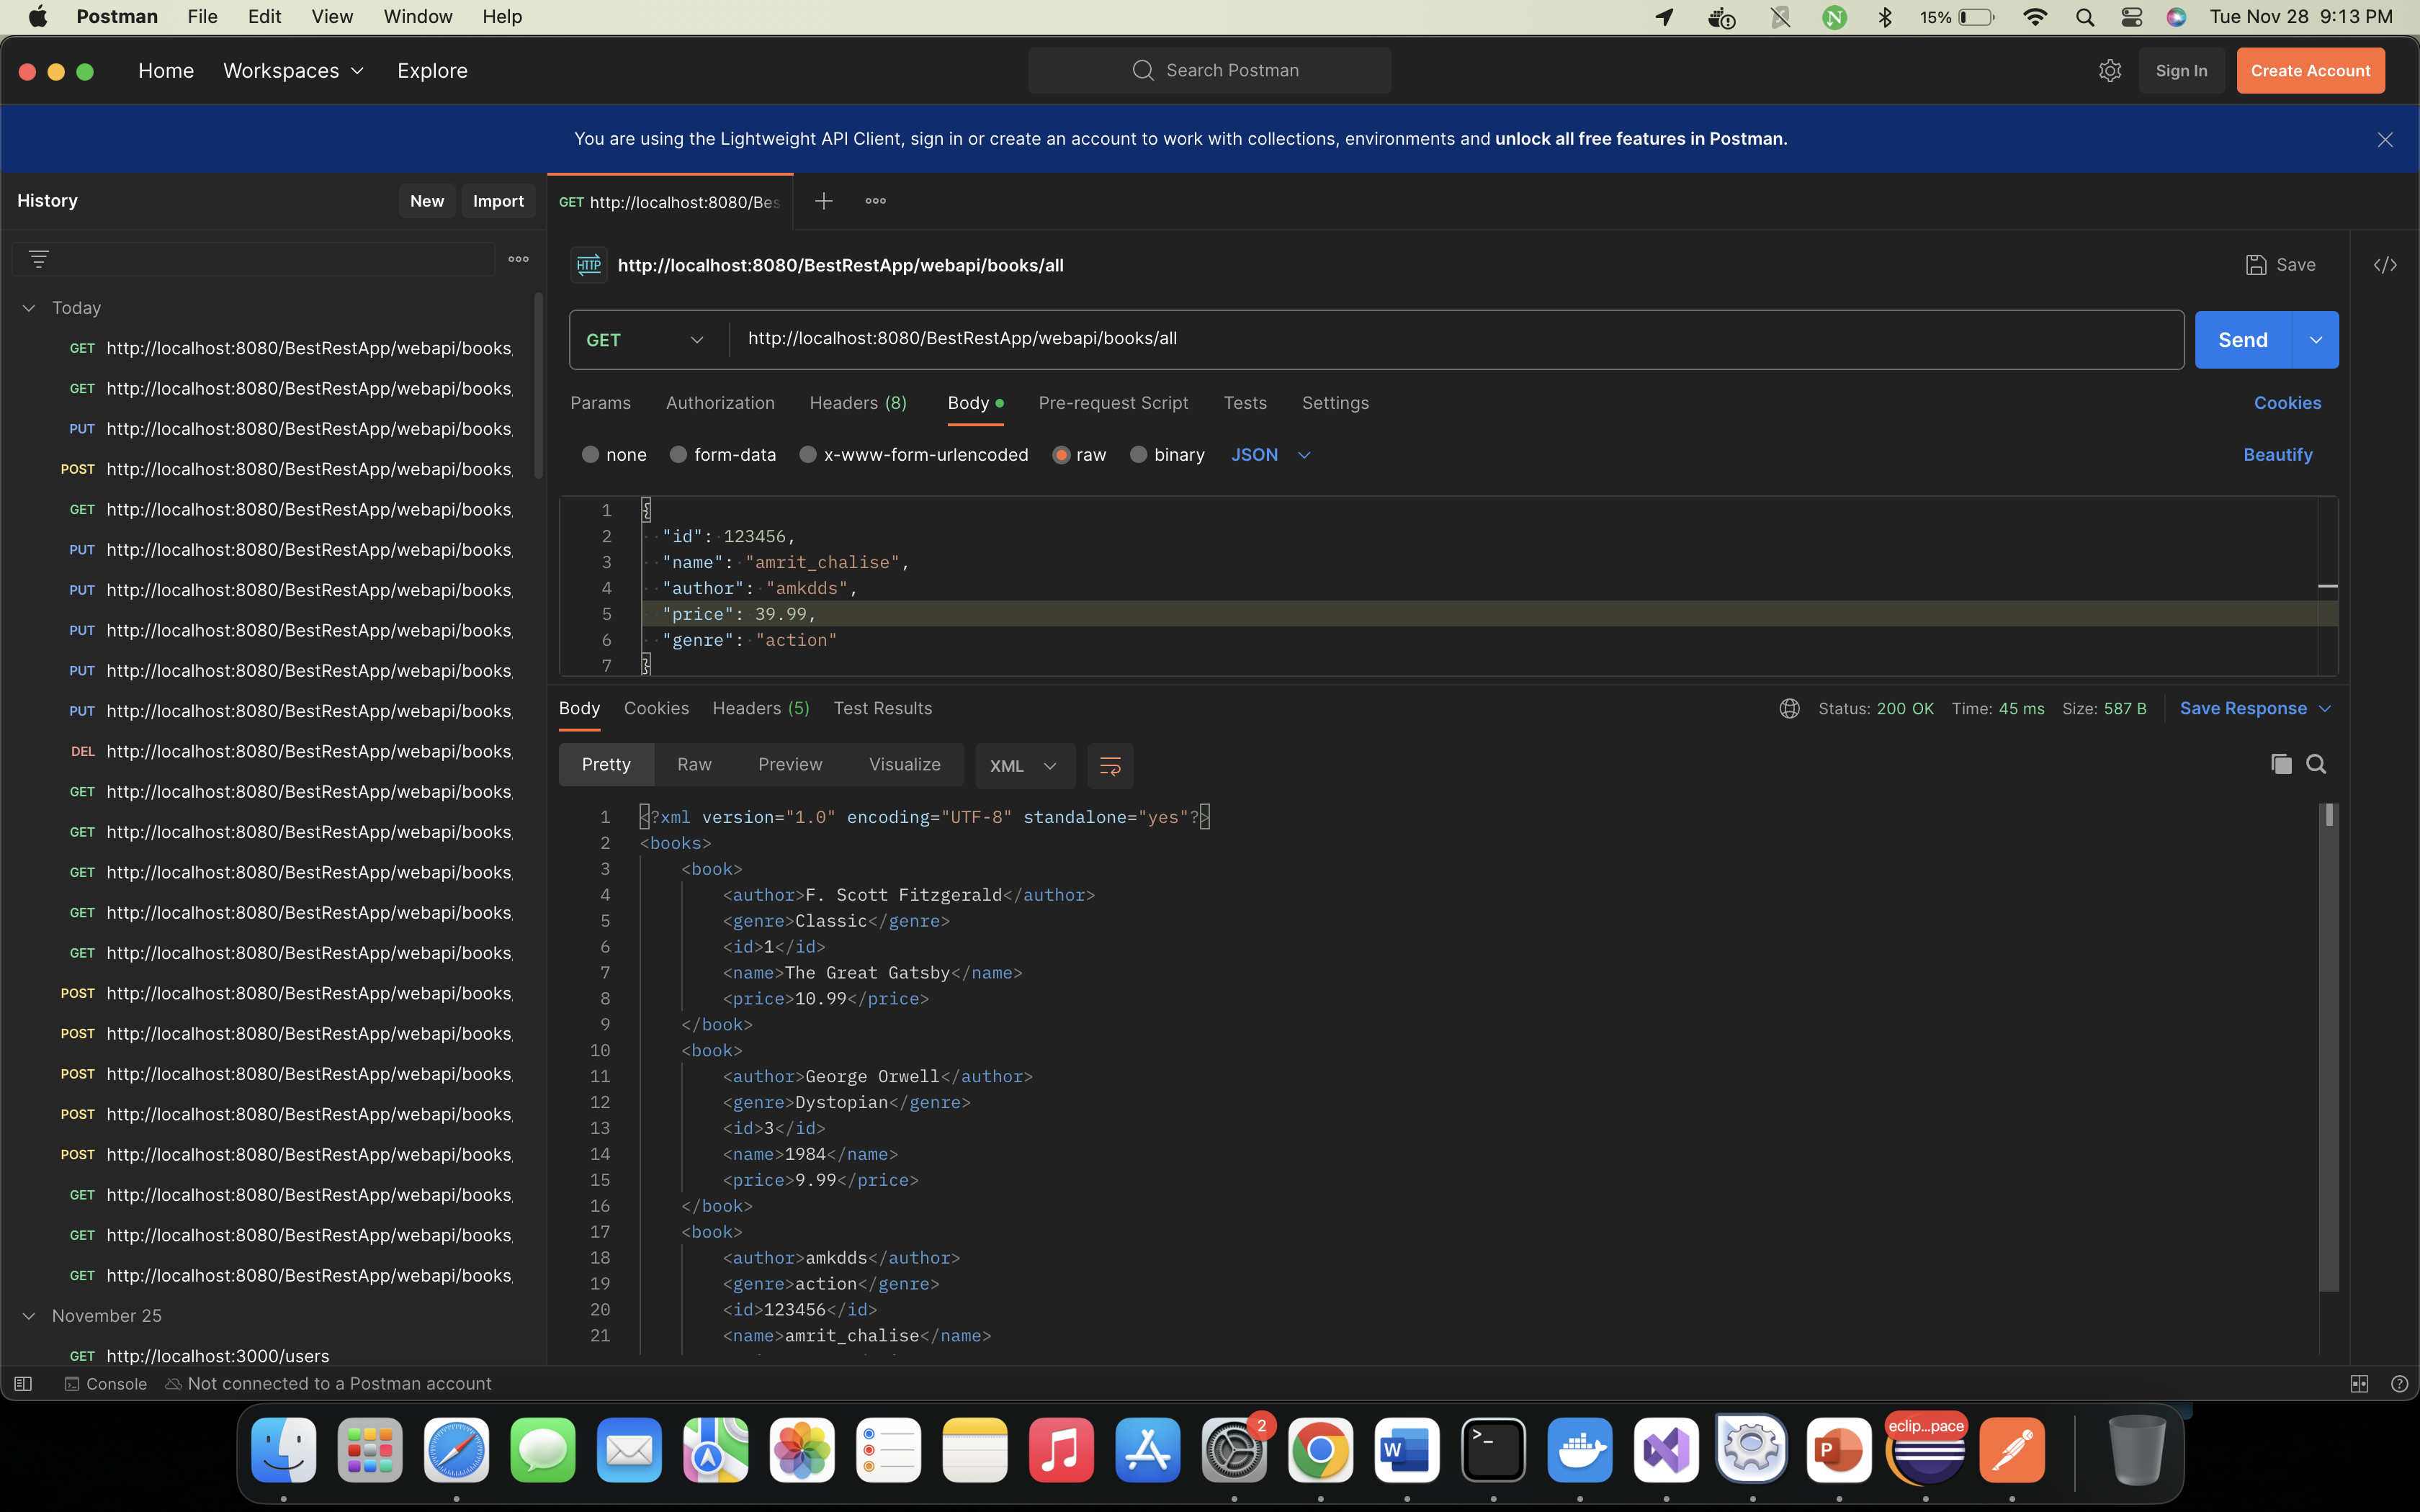 Postman File Edit View Window Help 15% Tue Nov 28 9:13 PM
Home Workspaces Explore Search Postman Sign In Create Account
You are using the Lightweight API Client, sign in or create an account to work with collections, environments and unlock all free features in Postman.
History New Import
GET http://localhost:8080/Bes
HTTP http://localhost:8080/BestRestApp/webapi/books/all Save </>
Today
GET http://localhost:8080/BestRestApp/webapi/books,
GET http://localhost:8080/BestRestApp/webapi/books,
PUT http://localhost:8080/BestRestApp/webapi/books,
POST http://localhost:8080/BestRestApp/webapi/books,
GET http://localhost:8080/BestRestApp/webapi/books,
PUT http://localhost:8080/BestRestApp/webapi/books,
PUT http://localhost:8080/BestRestApp/webapi/books,
PUT http://localhost:8080/BestRestApp/webapi/books,
PUT http://localhost:8080/BestRestApp/webapi/books,
PUT http://localhost:8080/BestRestApp/webapi/books,
DEL http://localhost:8080/BestRestApp/webapi/books,
GET http://localhost:8080/BestRestApp/webapi/books,
GET http://localhost:8080/BestRestApp/webapi/books,
GET http://localhost:8080/BestRestApp/webapi/books,
GET http://localhost:8080/BestRestApp/webapi/books,
GET http://localhost:8080/BestRestApp/webapi/books,
POST http://localhost:8080/BestRestApp/webapi/books,
POST http://localhost:8080/BestRestApp/webapi/books,
POST http://localhost:8080/BestRestApp/webapi/books,
POST http://localhost:8080/BestRestApp/webapi/books,
POST http://localhost:8080/BestRestApp/webapi/books,
GET http://localhost:8080/BestRestApp/webapi/books,
GET http://localhost:8080/BestRestApp/webapi/books,
GET http://localhost:8080/BestRestApp/webapi/books,
November 25
GET http://localhost:3000/users
GET http://localhost:8080/BestRestApp/webapi/books/all Send
Params Authorization Headers (8) Body Pre-request Script Tests Settings Cookies
none form-data x-www-form-urlencoded raw binary JSON Beautify
1 {
2 "id": 123456,
3 "name": "amrit_chalise",
4 "author": "amkdds",
5 "price": 39.99,
6 "genre": "action"
7 }
Body Cookies Headers (5) Test Results Status: 200 OK Time: 45 ms Size: 587 B Save Response
Pretty Raw Preview Visualize XML
1 <?xml version="1.0" encoding="UTF-8" standalone="yes"?>
2 <books>
3 <book>
4 <author>F. Scott Fitzgerald</author>
5 <genre>Classic</genre>
6 <id>1</id>
7 <name>The Great Gatsby</name>
8 <price>10.99</price>
9 </book>
10 <book>
11 <author>George Orwell</author>
12 <genre>Dystopian</genre>
13 <id>3</id>
14 <name>1984</name>
15 <price>9.99</price>
16 </book>
17 <book>
18 <author>amkdds</author>
19 <genre>action</genre>
20 <id>123456</id>
21 <name>amrit_chalise</name>
Console Not connected to a Postman account
2
W
P
eclip...pace